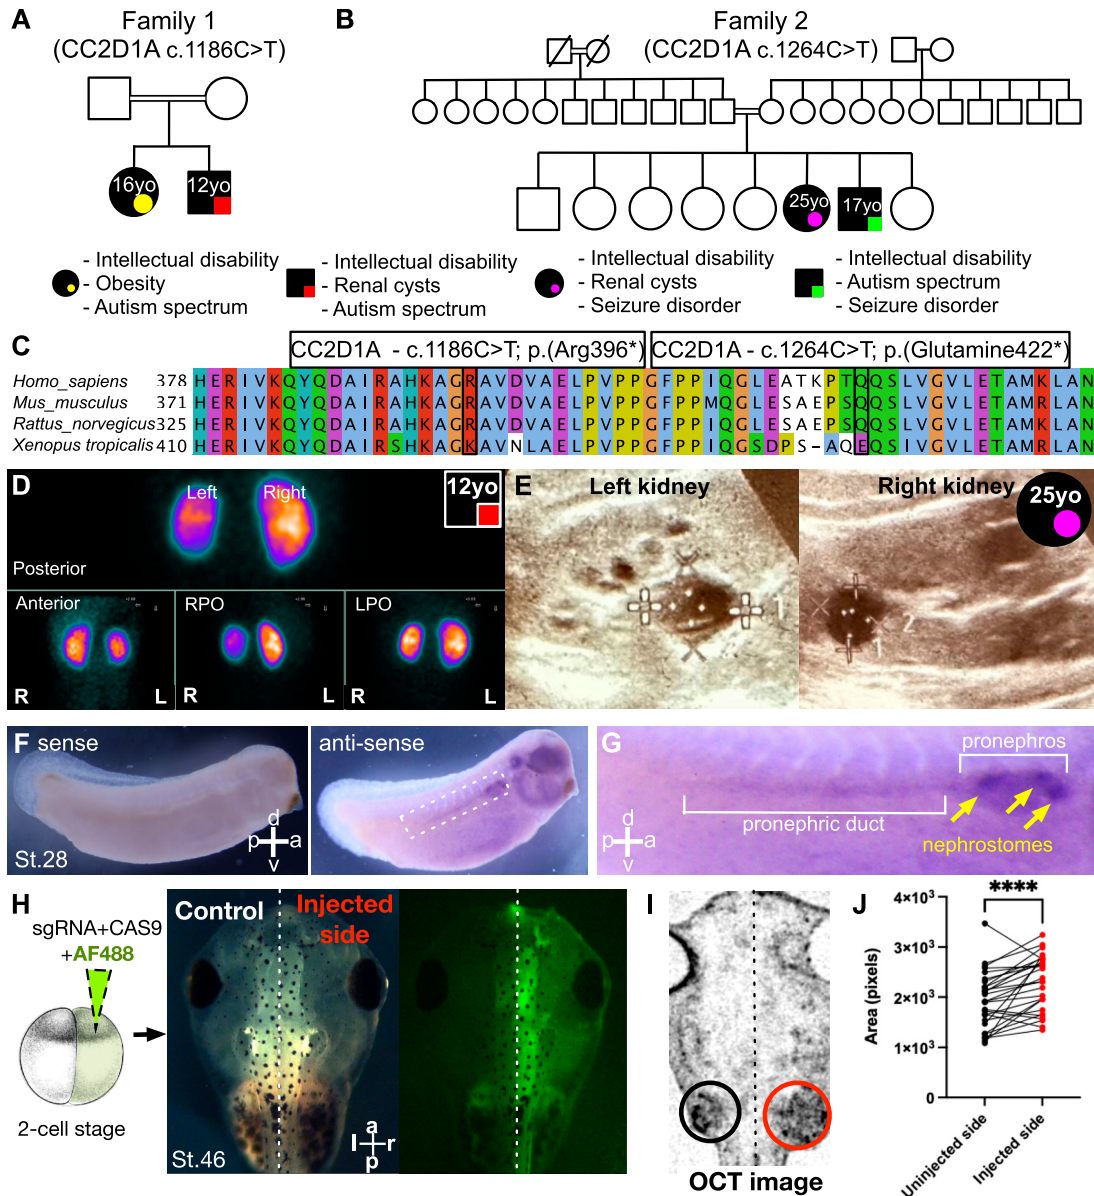 A
Family 1
(CC2D1A c.1186C>T)
16yo
12yo
- Intellectual disability
- Obesity
- Autism spectrum
- Intellectual disability
- Renal cysts
- Autism spectrum
B
Family 2
(CC2D1A c.1264C>T)
25yo
17yo
- Intellectual disability
- Renal cysts
- Seizure disorder
- Intellectual disability
- Autism spectrum
- Seizure disorder
C
CC2D1A - c.1186C>T; p.(Arg396*)
CC2D1A - c.1264C>T; p.(Glutamine422*)
Homo_sapiens 378 HERIVKQYQDAIRAHKAGRAVDVAELPVPPGFPPIQGLEATKPTQQSLVGVLETAMKLAN
Mus_musculus 371 HERIVKQYQDAIRAHKAGRAVDVAELPVPPGFPPMQGLESAEPSQQSLVGVLETAMKLAN
Rattus_norvegicus 325 HERIVKQYQDAIRAHKAGRAVDVAELPVPPGFPPIQGLESAEPSQQSLVGVLETAMKLAN
Xenopus tropicalis 410 HERIVKQYQDAIRSHKAGKAVNLAELPVPPGFPPIQGSDPS-AQEQSLVGVLETAMKLAN
D
Left
Right
12yo
Posterior
Anterior
R
L
RPO
R
L
LPO
R
L
E
Left kidney
1
Right kidney
25yo
2
1
F
sense
St.28
d
p
a
v
anti-sense
G
pronephros
pronephric duct
nephrostomes
d
p
a
v
H
sgRNA+CAS9
+AF488
2-cell stage
Control
Injected
side
St.46
a
l
r
p
I
OCT image
J
****
Area (pixels)
4×10³
3×10³
2×10³
1×10³
0
Uninjected side
Injected side